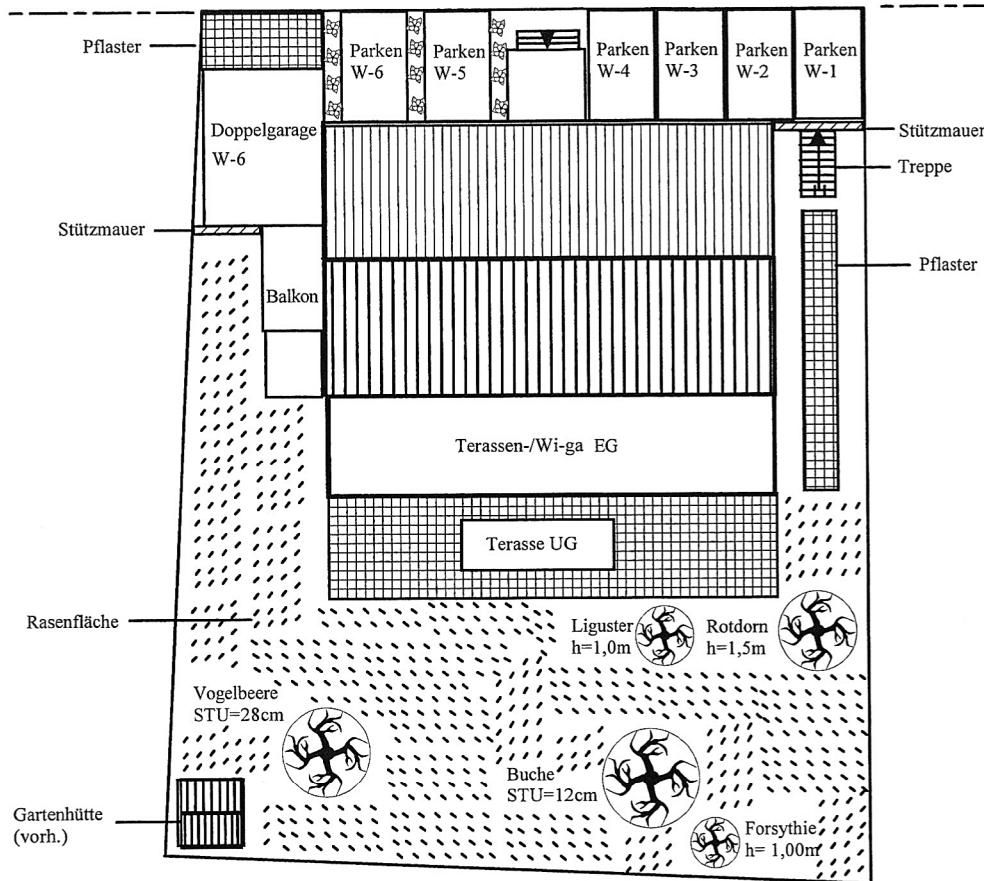 Pflaster
Parken
W-6
Parken
W-5
Parken
W-4
Parken
W-3
Parken
W-2
Parken
W-1
Doppelgarage
W-6
Stützmauer
Treppe
Stützmauer
Pflaster
Balkon
Terassen-/Wi-ga EG
Terasse UG
Rasenfläche
Liguster
h=1,0m
Rotdorn
h=1,5m
Vogelbeere
STU=28cm
Buche
STU=12cm
Gartenhütte
(vorh.)
Forsythie
h= 1,00m